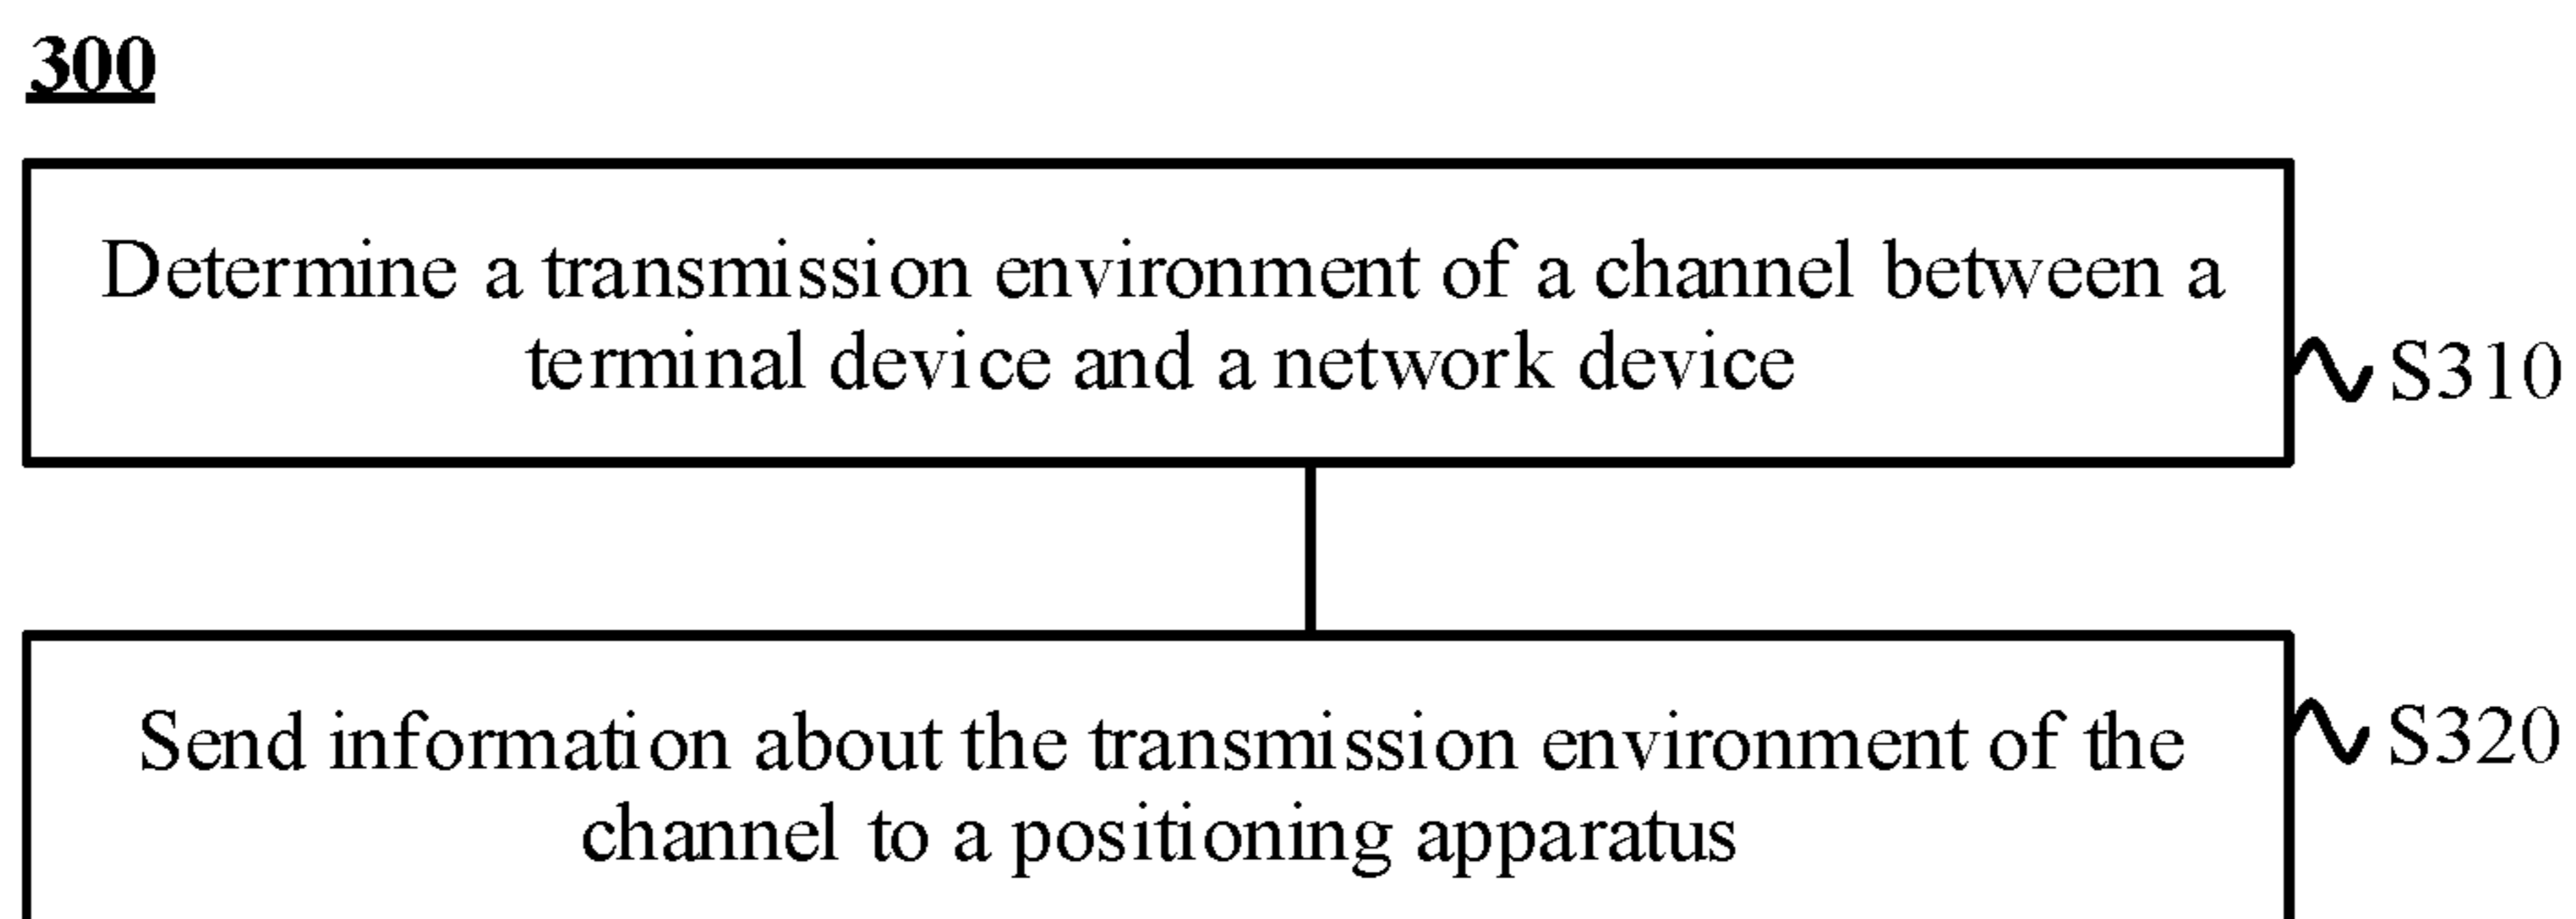 300
Determine a transmission environment of a channel between a
terminal device and a network device
S310
Send information about the transmission environment of the
channel to a positioning apparatus
S320